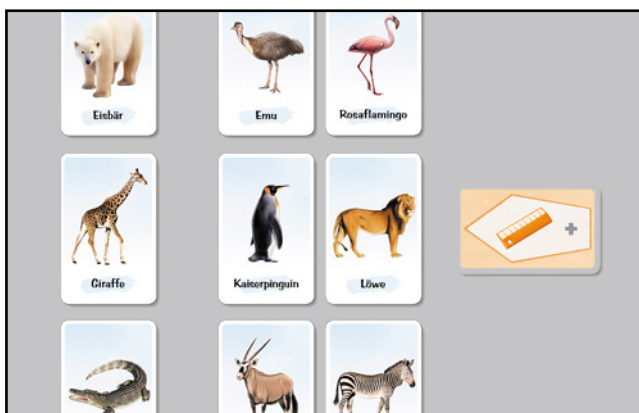 Eisbär
Emu
Rosaflamingo
Giraffe
Kaiserpinguin
Löwe